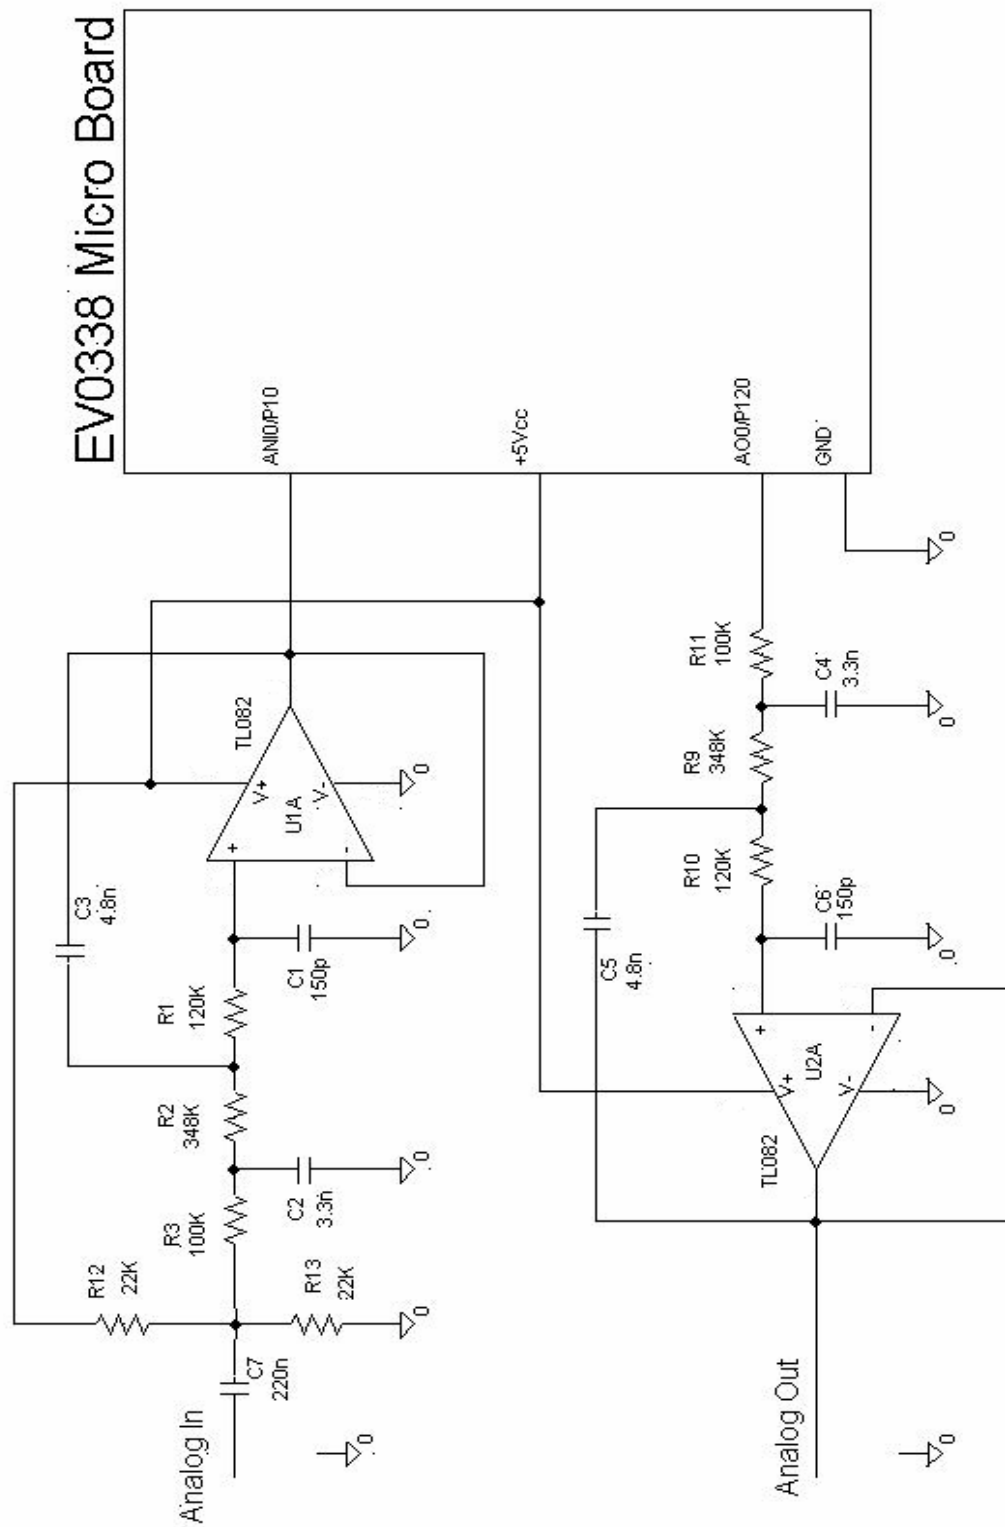 EV0338 Micro Board
ANI0/P10
+5Vcc
AO0/P120
GND
0
C3
4.8n
TL082
V+
V-
U1A
+
-
0
R1
120K
C1
150p
0
R2
348K
C2
3.3n
0
R3
100K
R12
22K
R13
22K
0
C7
220n
Analog In
0
R11
100K
C4
3.3n
0
R9
348K
R10
120K
C6
150p
0
C5
4.8n
+
-
U2A
V+
V-
TL082
0
Analog Out
0